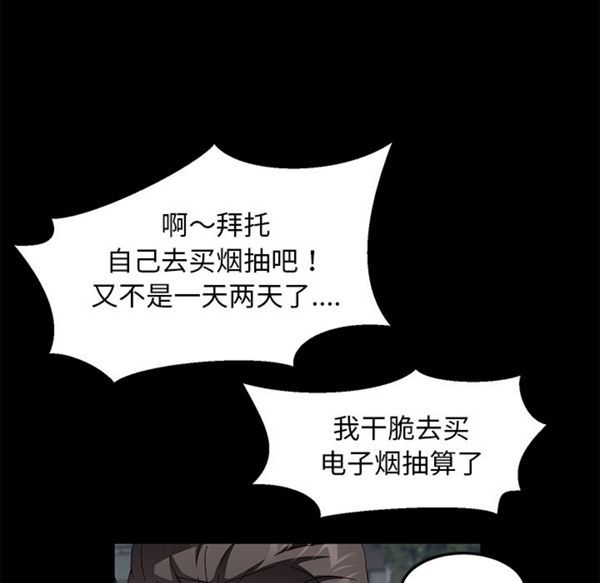 啊～拜托
自己去买烟抽吧！
又不是一天两天了....
我干脆去买
电子烟抽算了